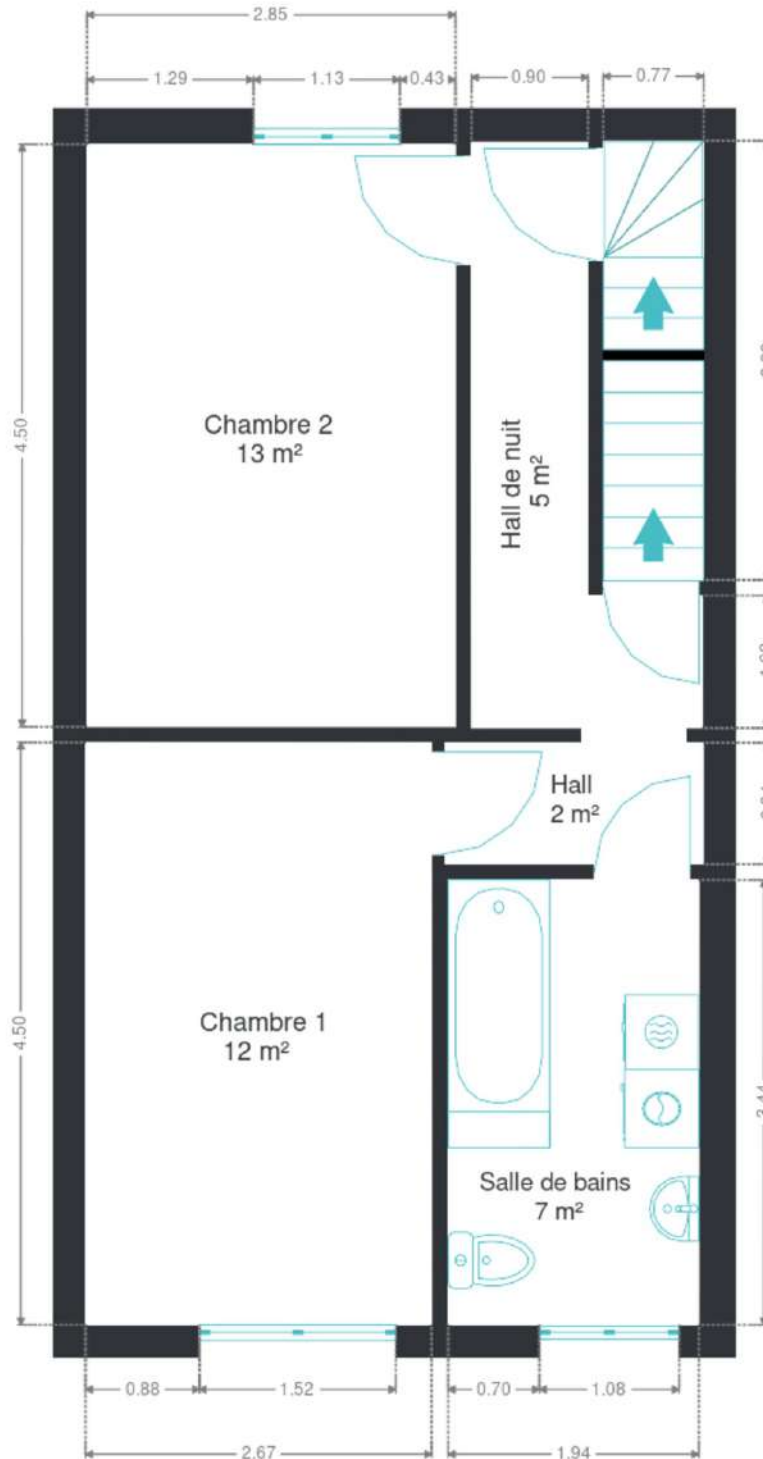 2.85
1.29
1.13
0.43
0.90
0.77
4.50
Chambre 2
13 m²
Hall de nuit
5 m²
Hall
2 m²
4.50
Chambre 1
12 m²
Salle de bains
7 m²
0.88
1.52
0.70
1.08
2.67
1.94